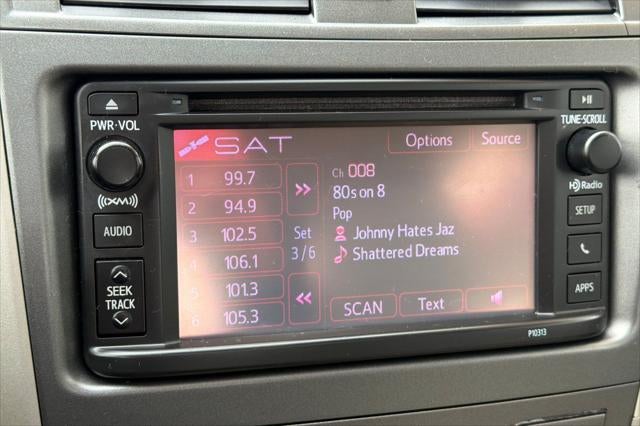 PWR•VOL
((XM))
AUDIO
SEEK
TRACK
SAT
Options
Source
1 99.7
2 94.9
3 102.5
4 106.1
5 101.3
6 105.3
>>
Set
3/6
<<
Ch 008
80s on 8
Pop
Johnny Hates Jaz
Shattered Dreams
SCAN
Text
TUNE•SCROLL
HD Radio
SETUP
APPS
P10313